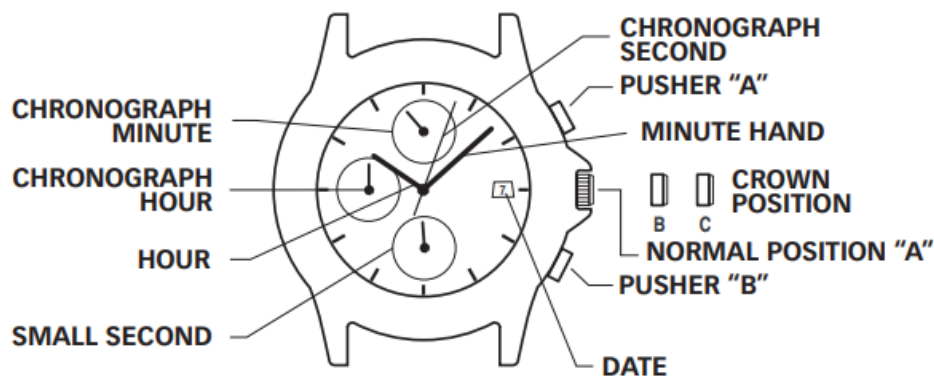 CHRONOGRAPH
SECOND
PUSHER “A”
CHRONOGRAPH
MINUTE
MINUTE HAND
CHRONOGRAPH
HOUR
7
B
C
CROWN
POSITION
HOUR
NORMAL POSITION “A”
PUSHER “B”
SMALL SECOND
DATE